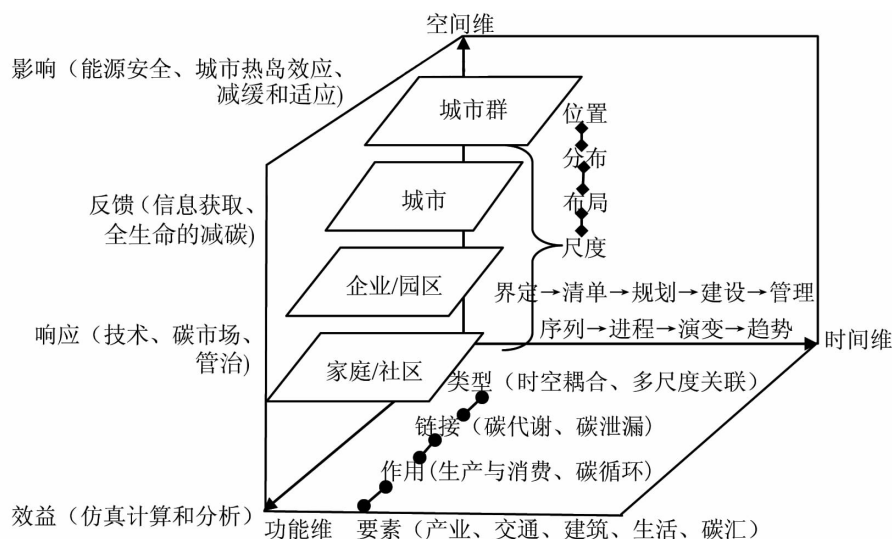 空间维
影响（能源安全、城市热岛效应、
减缓和适应)
城市群
位置
分布
反馈（信息获取、
全生命的减碳)
城市
布局
尺度
企业/园区
界定→清单→规划→建设→管理
响应（技术、碳市场、
管治)
序列→进程→演变→趋势
时间维
家庭/社区
类型（时空耦合、多尺度关联）
链接（碳代谢、碳泄漏)
作用(生产与消费、碳循环)
效益（仿真计算和分析）
功能维
要素（产业、交通、建筑、生活、碳汇）